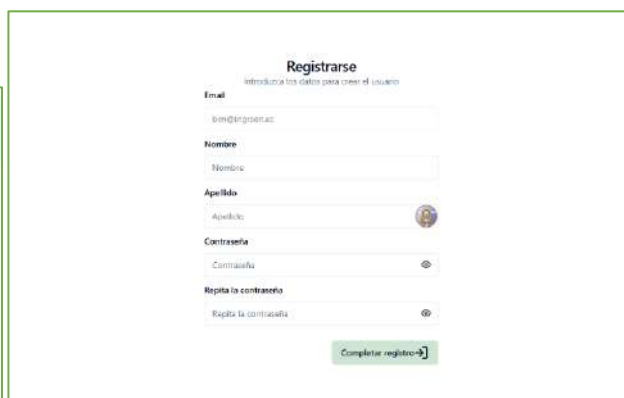 Registrarse
Introduzca los datos para crear el usuario
Email
Nombre
Nombre
Apellido
Apellido
Contraseña
Contraseña
Repita la contraseña
Repita la contraseña
Completar registro